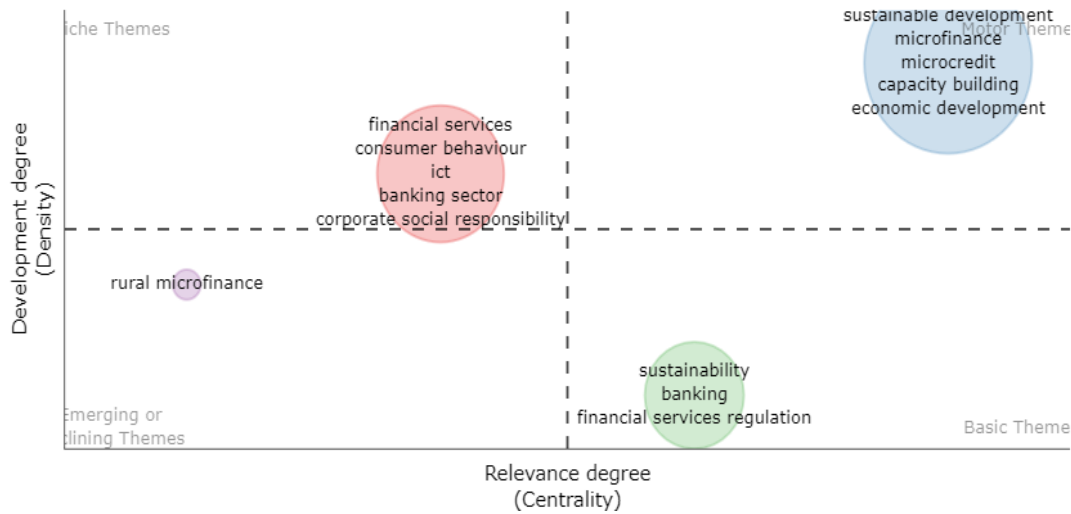 iche Themes
sustainable development
Motor Theme
microfinance
microcredit
capacity building
economic development
financial services
consumer behaviour
ict
banking sector
corporate social responsibility
Development degree
(Density)
rural microfinance
sustainability
banking
financial services regulation
Emerging or
clining Themes
Basic Theme
Relevance degree
(Centrality)